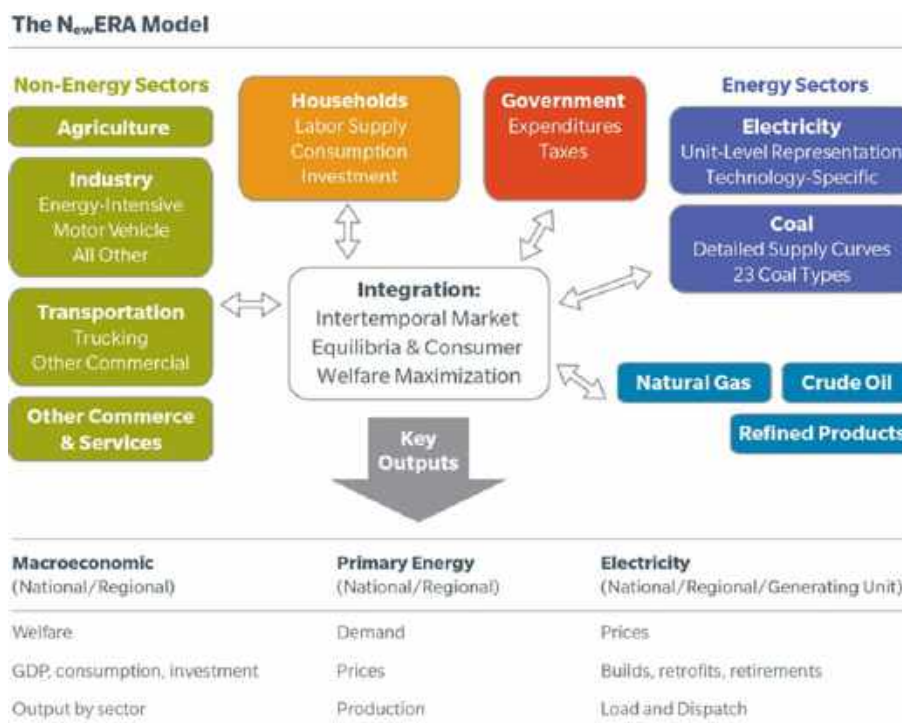 The NewERA Model
Non-Energy Sectors
Agriculture
Industry
Energy-Intensive
Motor Vehicle
All Other
Transportation
Trucking
Other Commercial
Other Commerce
& Services
Households
Labor Supply
Consumption
Investment
Government
Expenditures
Taxes
Energy Sectors
Electricity
Unit-Level Representation
Technology-Specific
Coal
Detailed Supply Curves
23 Coal Types
Integration:
Intertemporal Market
Equilibria & Consumer
Welfare Maximization
Natural Gas
Crude Oil
Refined Products
Key
Outputs
Macroeconomic
(National/Regional)
Welfare
GDP, consumption, investment
Output by sector
Primary Energy
(National/Regional)
Demand
Prices
Production
Electricity
(National/Regional/Generating Unit)
Prices
Builds, retrofits, retirements
Load and Dispatch